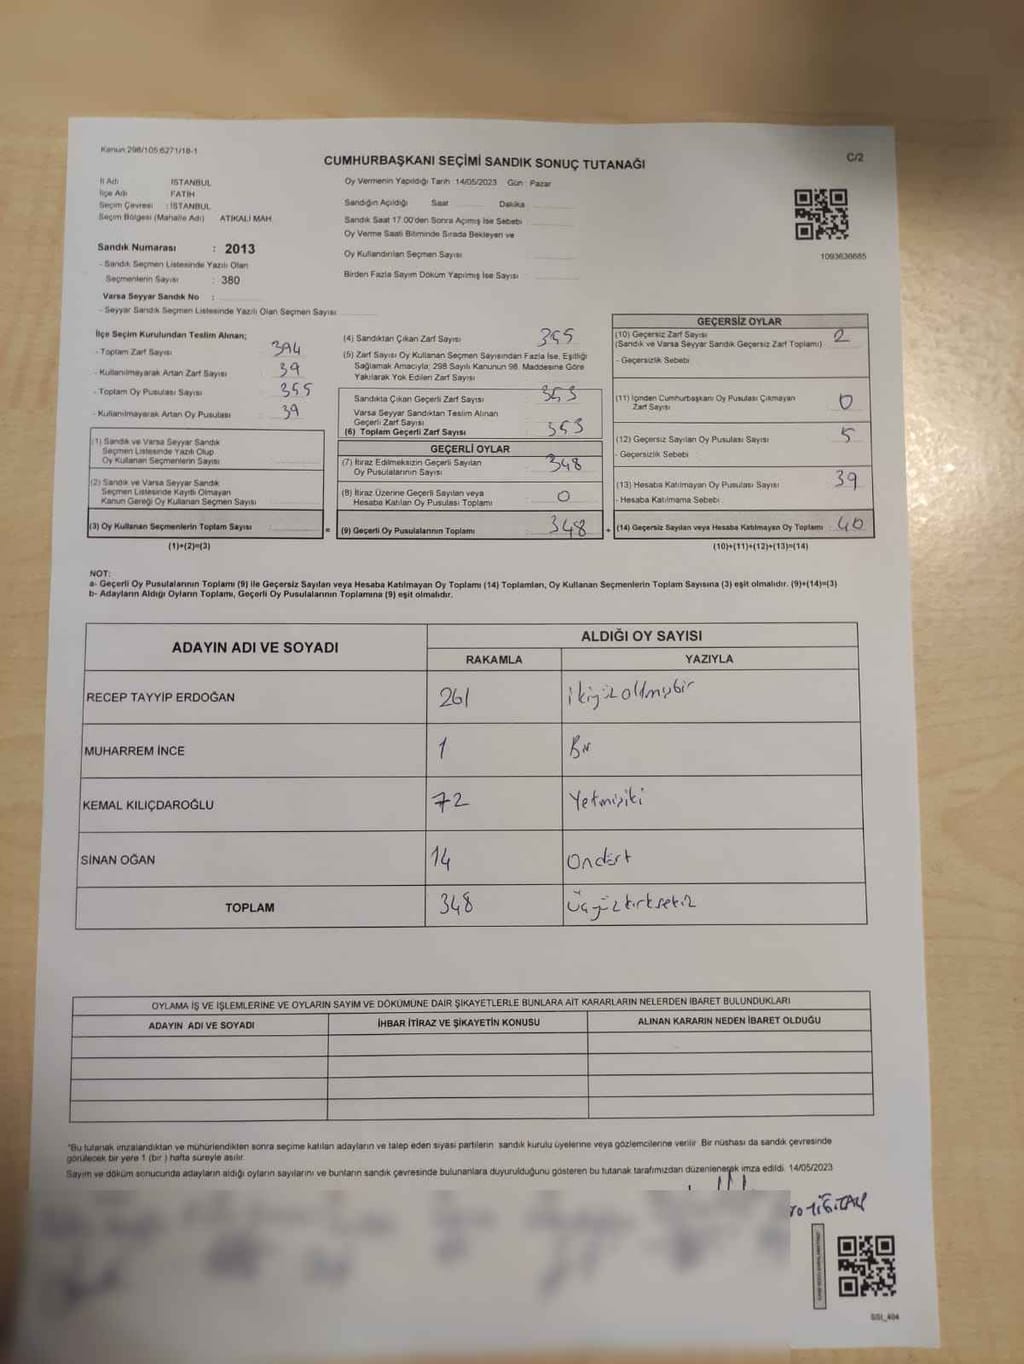 Kanun:298/105,6271/18-1
CUMHURBAŞKANI SEÇİMİ SANDIK SONUÇ TUTANAĞI
C/2
İl Adı İSTANBUL
İlçe Adı FATİH
Seçim Çevresi : İSTANBUL
Seçim Bölgesi (Mahalle Adı) ATİKALİ MAH.
Sandık Numarası : 2013
- Sandık Seçmen Listesinde Yazılı Olan
Seçmenlerin Sayısı : 380
Varsa Seyyar Sandık No :
- Seyyar Sandık Seçmen Listesinde Yazılı Olan Seçmen Sayısı
Oy Vermenin Yapıldığı Tarih 14/05/2023 Gün : Pazar
Sandığın Açıldığı Saat Dakika
Sandık Saat 17.00'den Sonra Açımış İse Sebebi
Oy Verme Saati Bitiminde Sırada Bekleyen ve
Oy Kullandırılan Seçmen Sayısı
Birden Fazla Sayım Döküm Yapılmış İse Sayısı
1093636685
İlçe Seçim Kurulundan Teslim Alınan;
- Toplam Zarf Sayısı 394
- Kullanılmayarak Artan Zarf Sayısı 39
- Toplam Oy Pusulası Sayısı 355
- Kullanılmayarak Artan Oy Pusulası 39
(1) Sandık ve Varsa Seyyar Sandık
Seçmen Listesinde Yazılı Olup
Oy Kullanan Seçmenlerin Sayısı
(2) Sandık ve Varsa Seyyar Sandık
Seçmen Listesinde Kayıtlı Olmayan
Kanun Gereği Oy Kullanan Seçmen Sayısı
(3) Oy Kullanan Seçmenlerin Toplam Sayısı =
(1)+(2)=(3)
(4) Sandıktan Çıkan Zarf Sayısı 355
(5) Zarf Sayısı Oy Kullanan Seçmen Sayısından Fazla İse, Eşitliği
Sağlamak Amacıyla; 298 Sayılı Kanunun 98. Maddesine Göre
Yakılarak Yok Edilen Zarf Sayısı
Sandıkta Çıkan Geçerli Zarf Sayısı 353
Varsa Seyyar Sandıktan Teslim Alınan
Geçerli Zarf Sayısı
(6) Toplam Geçerli Zarf Sayısı 353
GEÇERLİ OYLAR
(7) İtiraz Edilmeksizin Geçerli Sayılan
Oy Pusulalarının Sayısı 348
(8) İtiraz Üzerine Geçerli Sayılan veya
Hesaba Katılan Oy Pusulası Toplamı 0
(9) Geçerli Oy Pusulalarının Toplamı 348 +
GEÇERSİZ OYLAR
(10) Geçersiz Zarf Sayısı 2
(Sandık ve Varsa Seyyar Sandık Geçersiz Zarf Toplamı)
- Geçersizlik Sebebi
(11) İçinden Cumhurbaşkanı Oy Pusulası Çıkmayan
Zarf Sayısı 0
(12) Geçersiz Sayılan Oy Pusulası Sayısı 5
- Geçersizlik Sebebi
(13) Hesaba Katılmayan Oy Pusulası Sayısı 39
- Hesaba Katılmama Sebebi
(14) Geçersiz Sayılan veya Hesaba Katılmayan Oy Toplamı 40
(10)+(11)+(12)+(13)=(14)
NOT:
a- Geçerli Oy Pusulalarının Toplamı (9) ile Geçersiz Sayılan veya Hesaba Katılmayan Oy Toplamı (14) Toplamları, Oy Kullanan Seçmenlerin Toplam Sayısına (3) eşit olmalıdır. (9)+(14)=(3)
b- Adayların Aldığı Oyların Toplamı, Geçerli Oy Pusulalarının Toplamına (9) eşit olmalıdır.
ADAYIN ADI VE SOYADI
ALDIĞI OY SAYISI
RAKAMLA YAZIYLA
RECEP TAYYİP ERDOĞAN 261 ikiyüzaltmışbir
MUHARREM İNCE 1 Bir
KEMAL KILIÇDAROĞLU 72 Yetmişiki
SİNAN OĞAN 14 Ondört
TOPLAM 348 Üçyüzkırksekiz
OYLAMA İŞ VE İŞLEMLERİNE VE OYLARIN SAYIM VE DÖKÜMÜNE DAİR ŞİKAYETLERLE BUNLARA AİT KARARLARIN NELERDEN İBARET BULUNDUKLARI
ADAYIN ADI VE SOYADI İHBAR İTİRAZ VE ŞİKAYETİN KONUSU ALINAN KARARIN NEDEN İBARET OLDUĞU
*Bu tutanak imzalandıktan ve mühürlendikten sonra seçime katılan adayların ve talep eden siyasi partilerin sandık kurulu üyelerine veya gözlemcilerine verilir. Bir nüshası da sandık çevresinde
görülecek bir yere 1 (bir ) hafta süreyle asılır.
Sayım ve döküm sonucunda adayların aldığı oyların sayılarını ve bunların sandık çevresinde bulunanlara duyurulduğunu gösteren bu tutanak tarafımızdan düzenlenerek imza edildi. 14/05/2023
SSI_404